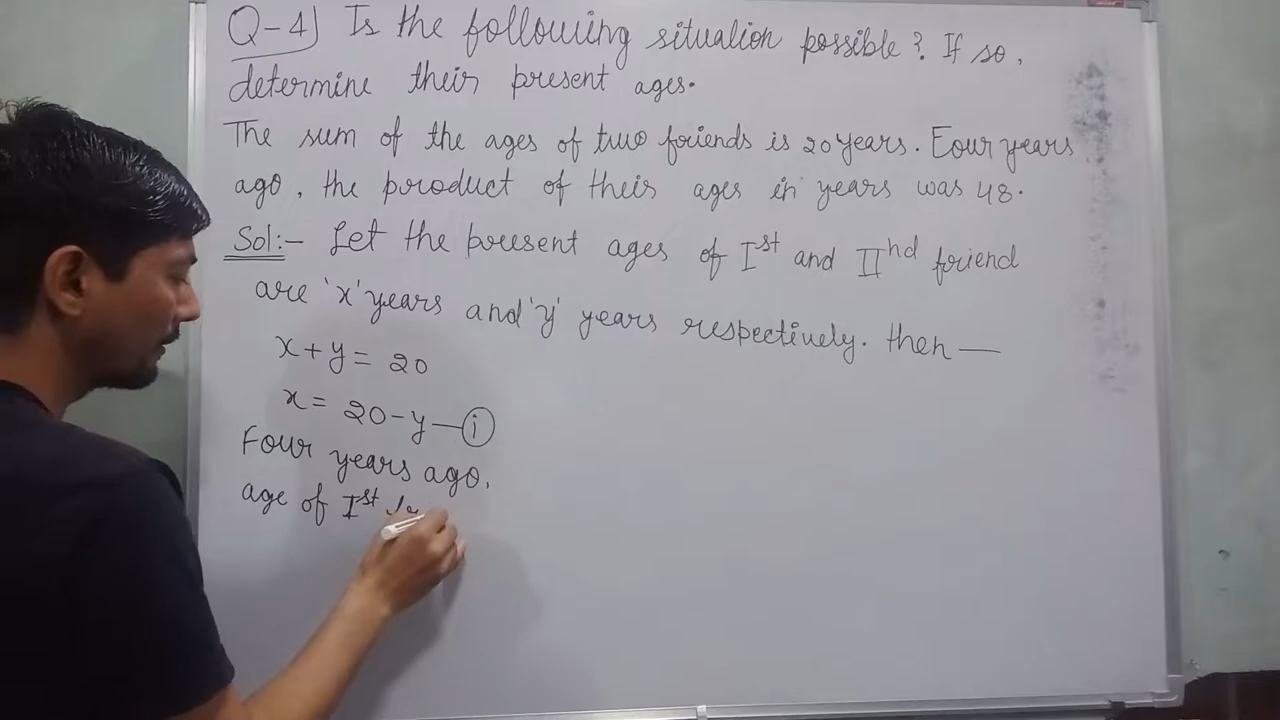 Q-4) Is the following situation possible? If so,
determine their present ages.
The sum of the ages of two friends is 20 years. Four years
ago, the product of their ages in years was 48.
Sol:- Let the present ages of Ist and IInd friend
are 'x' years and 'y' years respectively. then —
x+y= 20
x= 20-y—(i)
Four years ago,
age of Ist